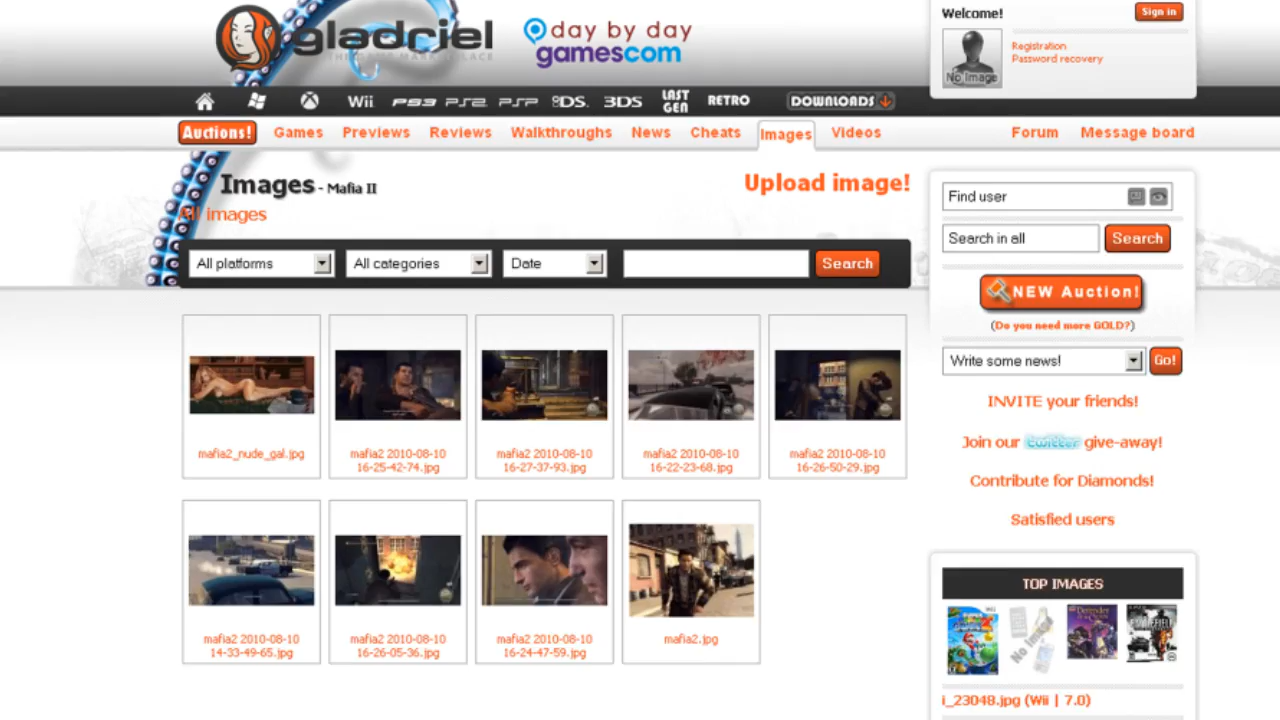 gladriel
day by day
gamescom
Welcome!
Sign in
No Image
Registration
Password recovery
Wii PS3 PS2 PSP DS. 3DS LAST GEN RETRO DOWNLOADS
Auctions! Games Previews Reviews Walkthroughs News Cheats Images Videos Forum Message board
Images - Mafia II
Upload image!
All images
All platforms All categories Date Search
mafia2_nude_gal.jpg
mafia2 2010-08-10
16-25-42-74.jpg
mafia2 2010-08-10
16-27-37-93.jpg
mafia2 2010-08-10
16-22-23-68.jpg
mafia2 2010-08-10
16-26-50-29.jpg
mafia2 2010-08-10
14-33-49-65.jpg
mafia2 2010-08-10
16-26-05-36.jpg
mafia2 2010-08-10
16-24-47-59.jpg
mafia2.jpg
Find user
Search in all Search
NEW Auction!
(Do you need more GOLD?)
Write some news! Go!
INVITE your friends!
Join our twitter give-away!
Contribute for Diamonds!
Satisfied users
TOP IMAGES
No Image
i_23048.jpg (Wii | 7.0)